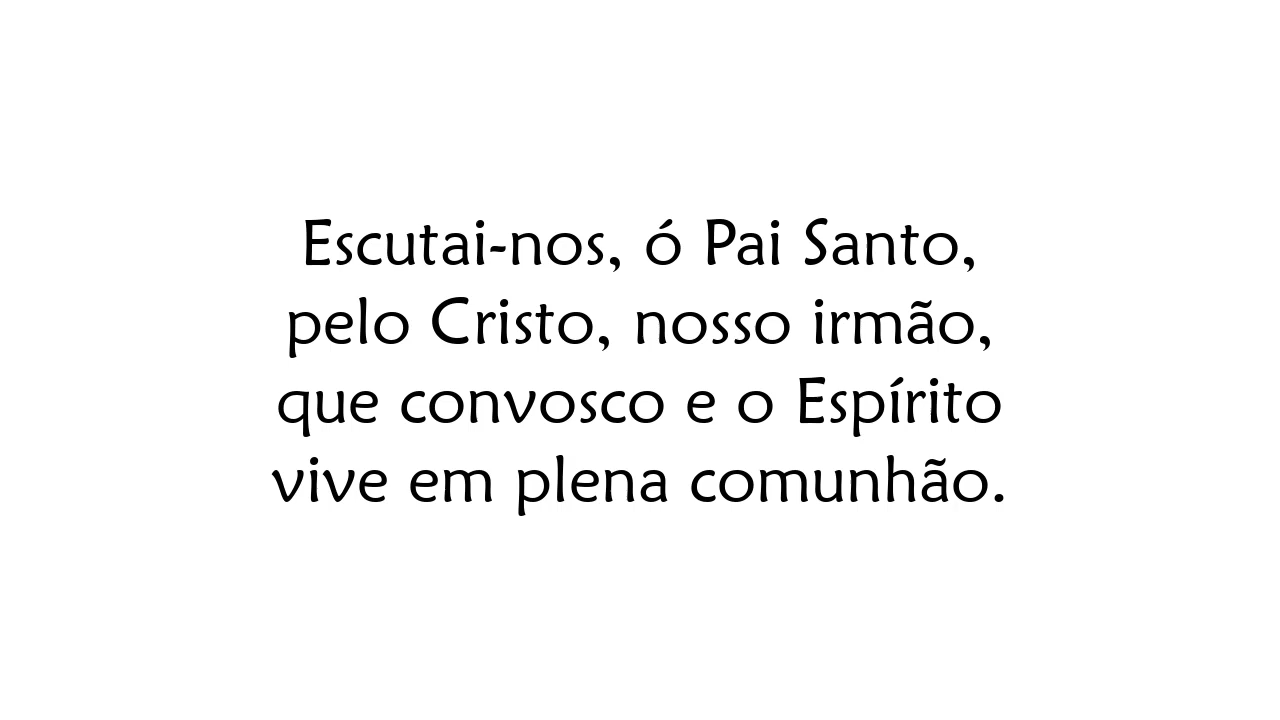 Escutai-nos, ó Pai Santo,
pelo Cristo, nosso irmão,
que convosco e o Espírito
vive em plena comunhão.